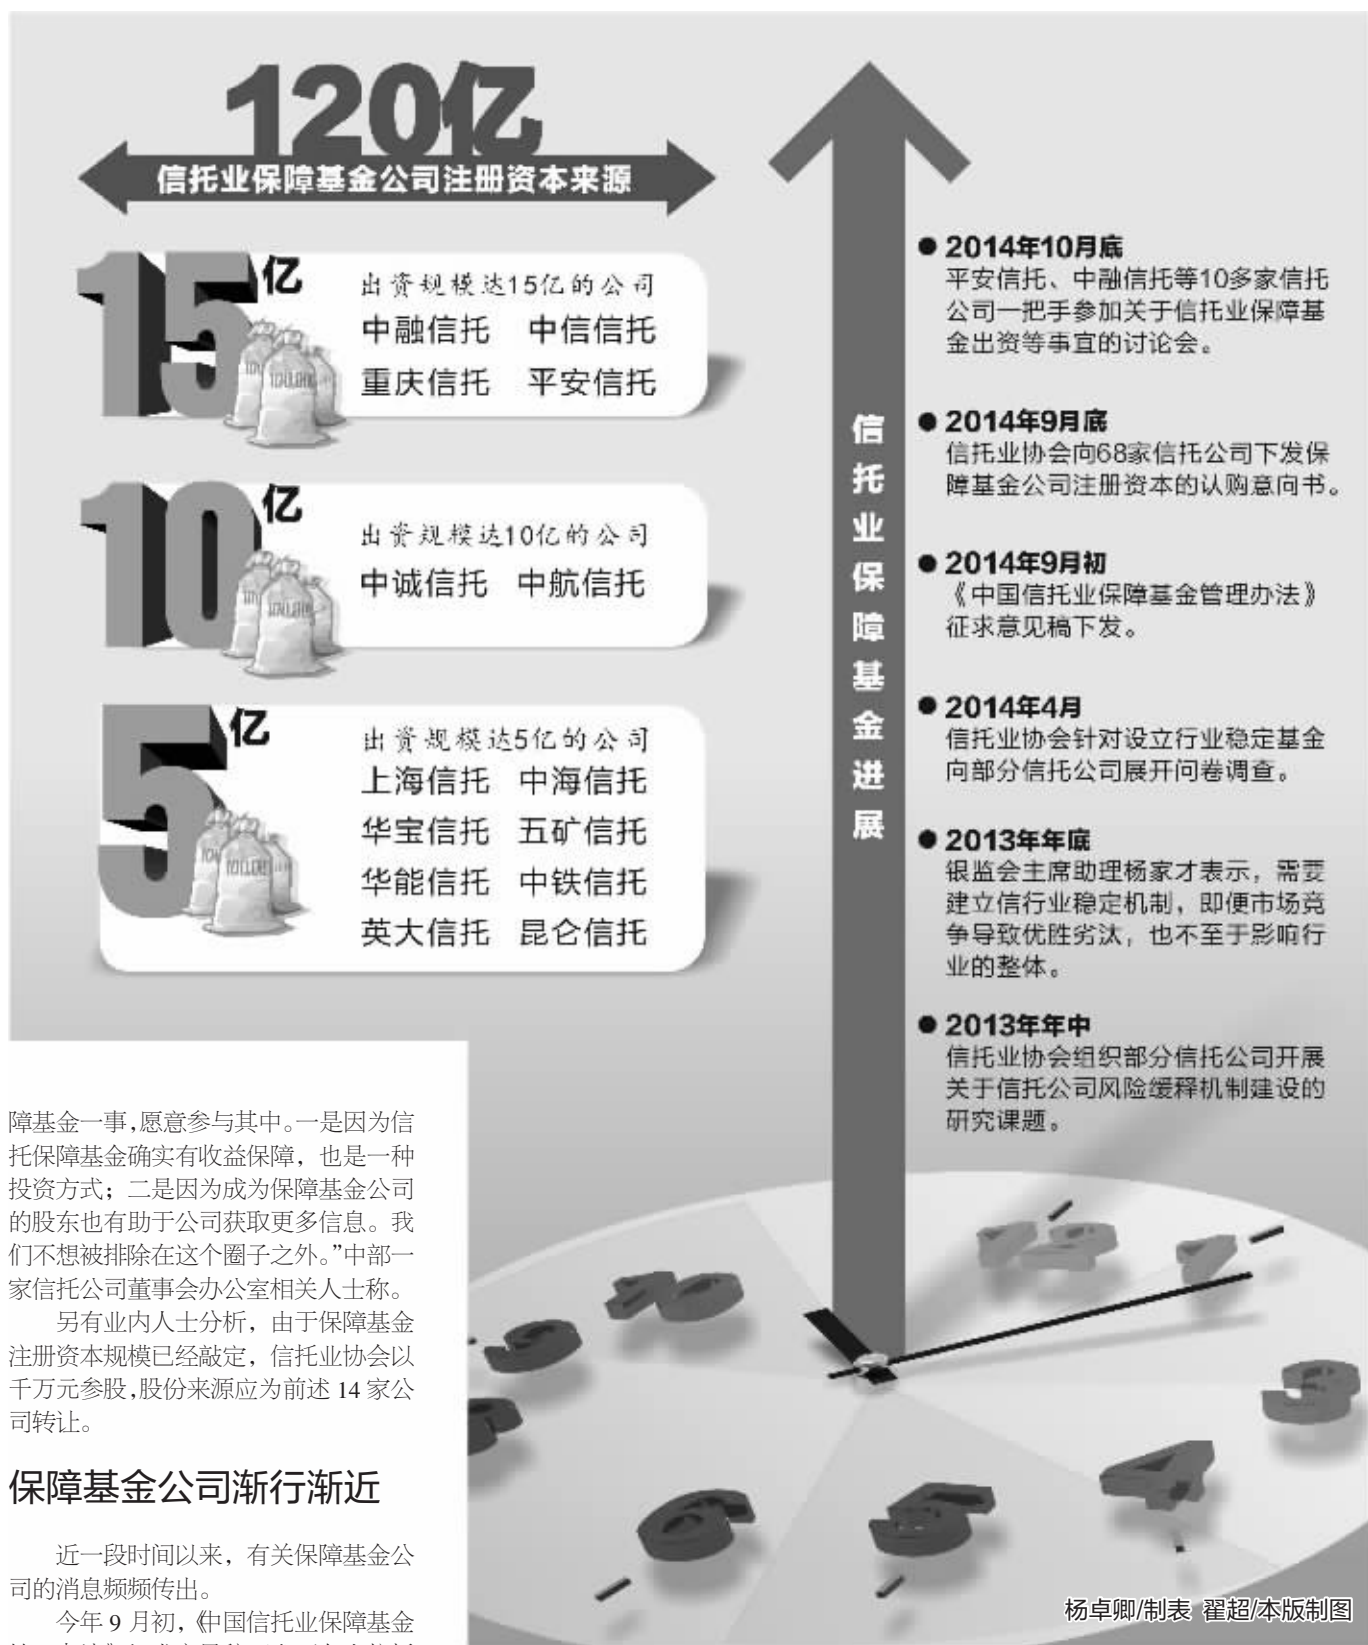 120亿
信托业保障基金公司注册资本来源
15亿
出资规模达15亿的公司
中融信托 中信信托
重庆信托 平安信托
10亿
出资规模达10亿的公司
中诚信托 中航信托
5亿
出资规模达5亿的公司
上海信托 中海信托
华宝信托 五矿信托
华能信托 中铁信托
英大信托 昆仑信托
信托业保障基金进展
2014年10月底
平安信托、中融信托等10多家信托
公司一把手参加关于信托业保障基
金出资等事宜的讨论会。
2014年9月底
信托业协会向68家信托公司下发保
障基金公司注册资本的认购意向书。
2014年9月初
《中国信托业保障基金管理办法》
征求意见稿下发。
2014年4月
信托业协会针对设立行业稳定基金
向部分信托公司展开问卷调查。
2013年年底
银监会主席助理杨家才表示，需要
建立信行业稳定机制，即便市场竞
争导致优胜劣汰，也不至于影响行
业的整体。
2013年年中
信托业协会组织部分信托公司开展
关于信托公司风险缓释机制建设的
研究课题。
障基金一事，愿意参与其中。一是因为信
托保障基金确实有收益保障，也是一种
投资方式；二是因为成为保障基金公司
的股东也有助于公司获取更多信息。我
们不想被排除在这个圈子之外。”中部一
家信托公司董事会办公室相关人士称。
另有业内人士分析，由于保障基金
注册资本规模已经敲定，信托业协会以
千万元参股，股份来源应为前述14家公
司转让。
保障基金公司渐行渐近
近一段时间以来，有关保障基金公
司的消息频频传出。
今年9月初，《中国信托业保障基金
12
1
3
4
5
6
9
10
杨卓卿/制表 翟超/本版制图